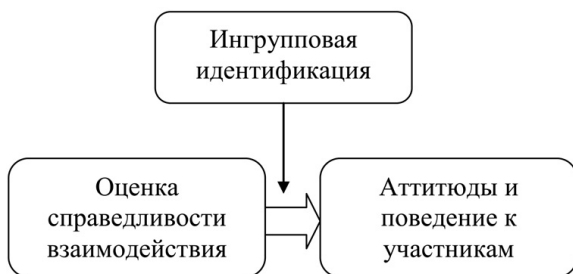 Ингрупповая
идентификация
Оценка
справедливости
взаимодействия
Аттитюды и
поведение к
участникам